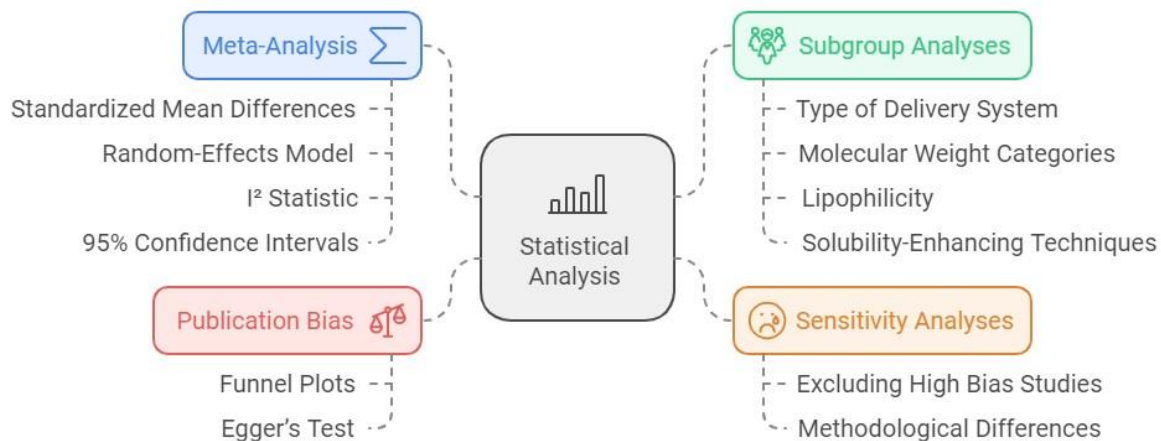 Meta-Analysis
Standardized Mean Differences
Random-Effects Model
I² Statistic
95% Confidence Intervals
Publication Bias
Funnel Plots
Egger's Test
Statistical
Analysis
Subgroup Analyses
Type of Delivery System
Molecular Weight Categories
Lipophilicity
Solubility-Enhancing Techniques
Sensitivity Analyses
Excluding High Bias Studies
Methodological Differences